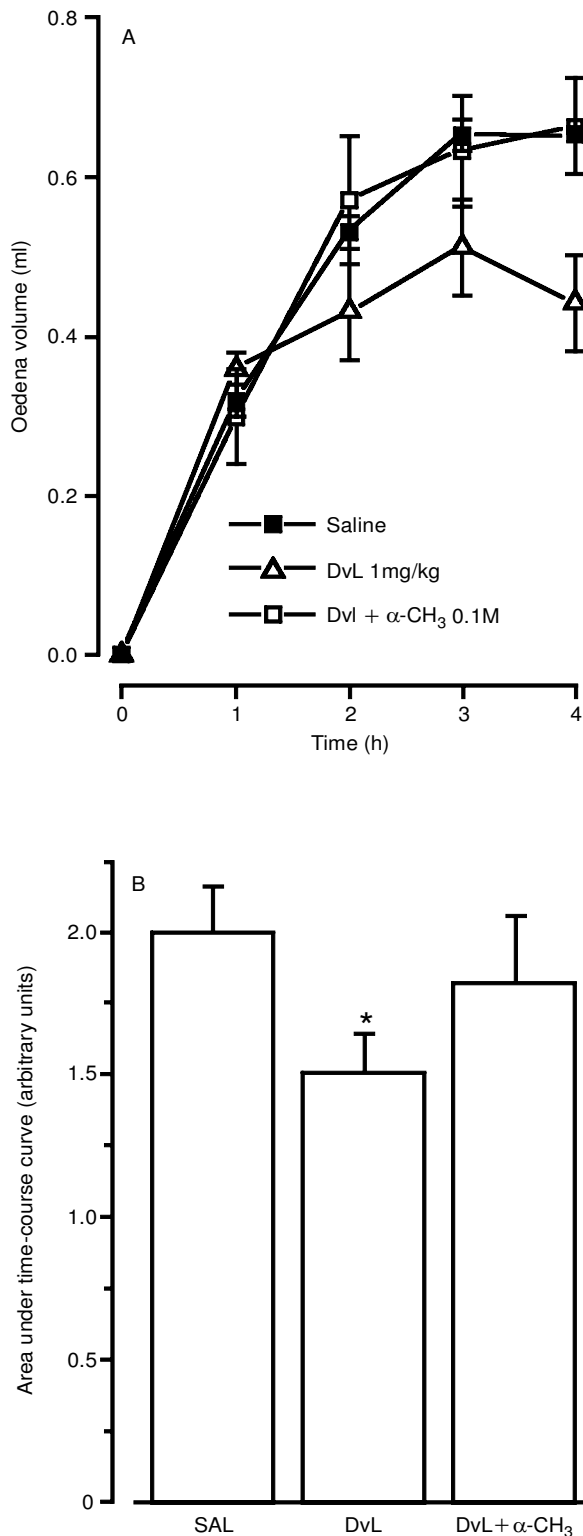 A
0.8
0.6
0.4
0.2
0.0
Oedena volume (ml)
Saline
DvL 1mg/kg
Dvl + α-CH₃ 0.1M
0 1 2 3 4
Time (h)
B
2.0
1.5
1.0
0.5
0
Area under time-course curve (arbitrary units)
*
SAL DvL DvL+α-CH₃